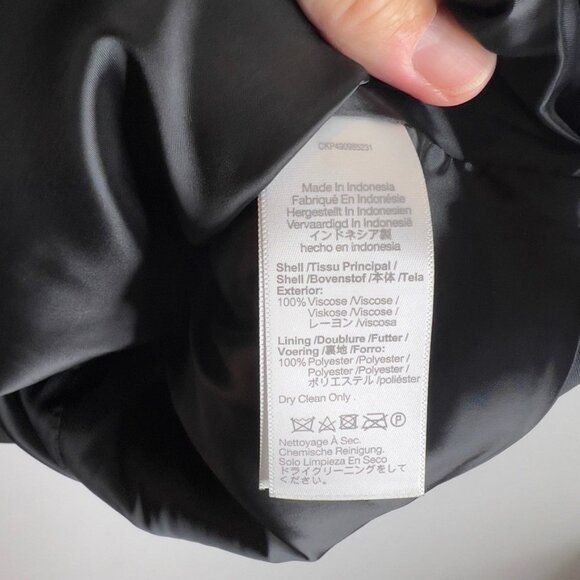 CKP490985231
Made In Indonesia
Fabriqué En Indonésie
Hergestellt In Indonesien
Vervaardigd In Indonesie
インドネシア製
hecho en indonesia
Shell /Tissu Principal /
Shell /Bovenstof /本体 /Tela
Exterior:
100% Viscose /Viscose /
Viskose /Viscose /
レーヨン /viscosa
Lining /Doublure /Futter /
Voering /裏地 /Forro:
100% Polyester /Polyester /
Polyester /Polyester /
ポリエステル /poliéster
Dry Clean Only .
P
Nettoyage À Sec.
Chemische Reinigung.
Solo Limpieza En Seco
ドライクリーニングをして
ください.